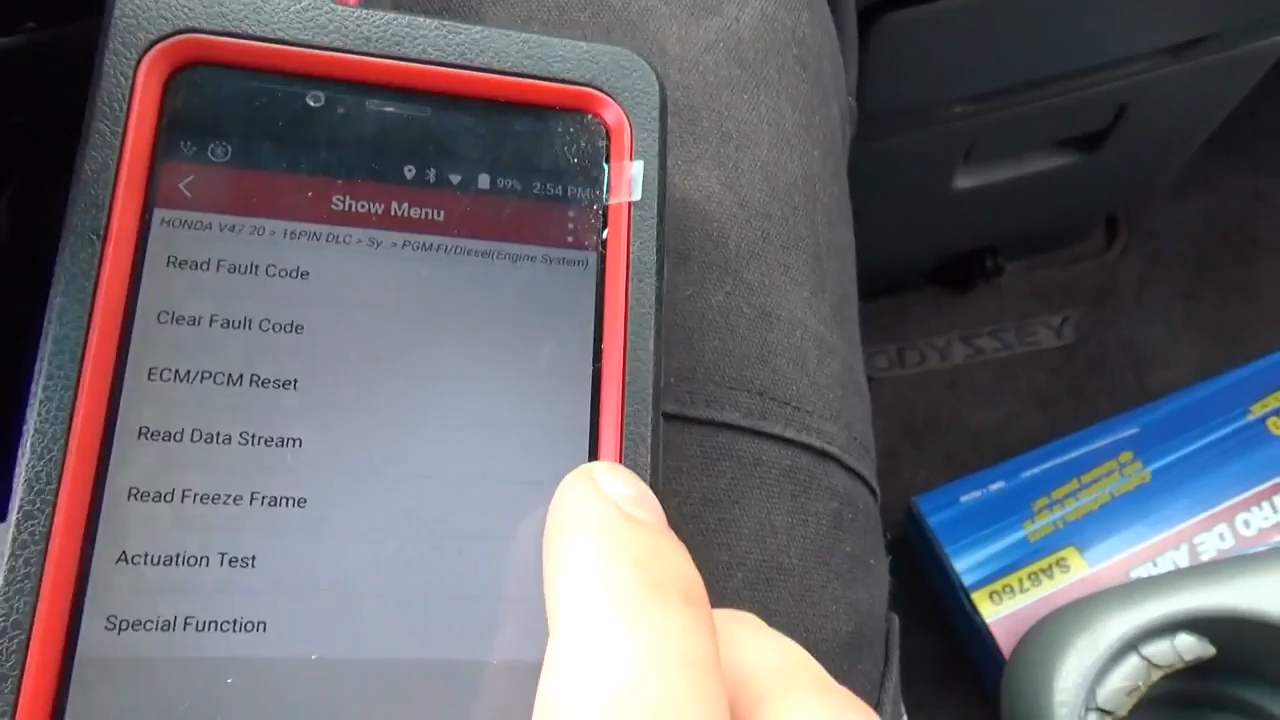 99% 2:54 PM
Show Menu
HONDA V47 20 > 16PIN DLC > Sy..> PGM-FI/Diesel(Engine System)
Read Fault Code
Clear Fault Code
ECM/PCM Reset
Read Data Stream
Read Freeze Frame
Actuation Test
Special Function
ODYSSEY
SA8760